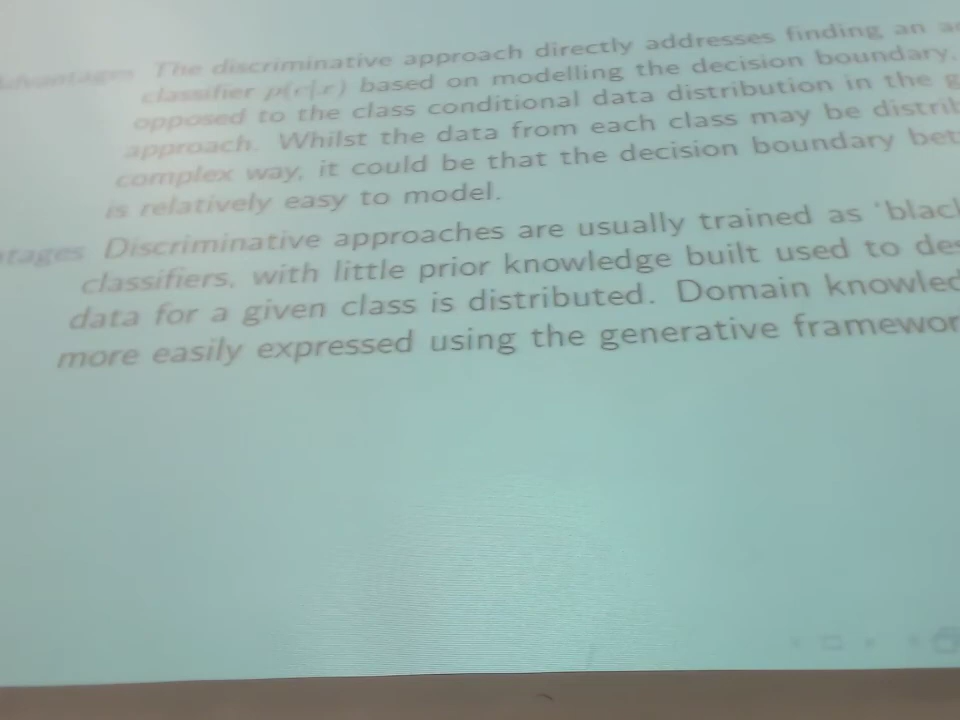 Advantages The discriminative approach directly addresses finding an
classifier p(c|x) based on modelling the decision boundary,
opposed to the class conditional data distribution in the
approach. Whilst the data from each class may be distrib
complex way, it could be that the decision boundary bet
is relatively easy to model.
tages Discriminative approaches are usually trained as 'black
classifiers, with little prior knowledge built used to des
data for a given class is distributed. Domain knowled
more easily expressed using the generative framewor